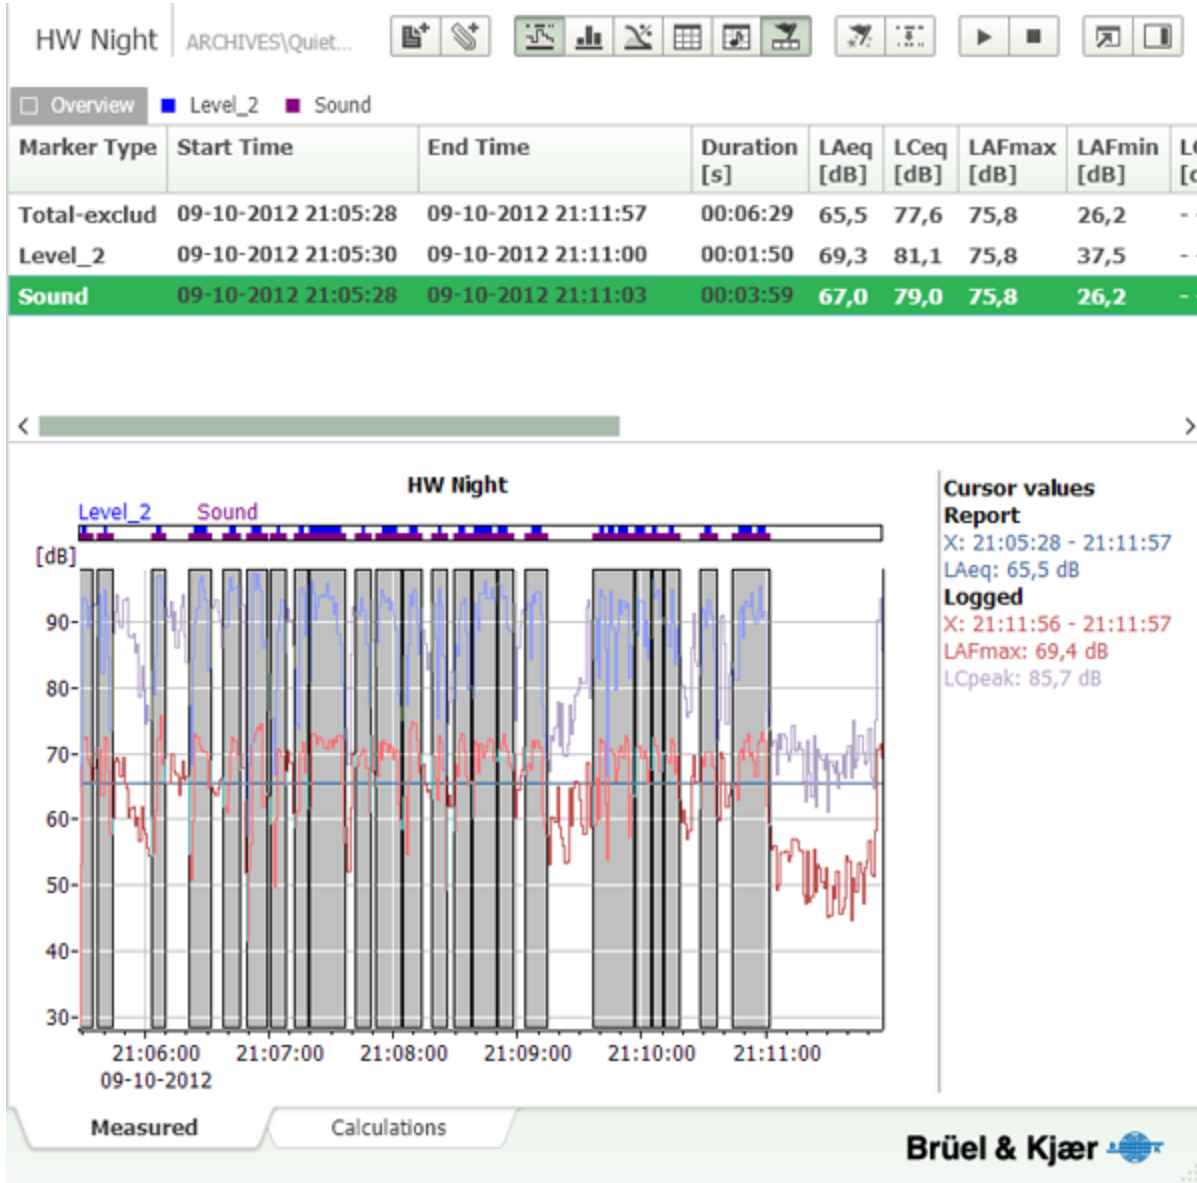 HW Night ARCHIVES\Quiet...
Overview Level_2 Sound
Marker Type Start Time End Time Duration [s] LAeq [dB] LCeq [dB] LAFmax [dB] LAFmin [dB]
Total-exclud 09-10-2012 21:05:28 09-10-2012 21:11:57 00:06:29 65,5 77,6 75,8 26,2
Level_2 09-10-2012 21:05:30 09-10-2012 21:11:00 00:01:50 69,3 81,1 75,8 37,5
Sound 09-10-2012 21:05:28 09-10-2012 21:11:03 00:03:59 67,0 79,0 75,8 26,2
HW Night
Level_2 Sound
[dB]
90
80
70
60
50
40
30
21:06:00 21:07:00 21:08:00 21:09:00 21:10:00 21:11:00
09-10-2012
Cursor values
Report
X: 21:05:28 - 21:11:57
LAeq: 65,5 dB
Logged
X: 21:11:56 - 21:11:57
LAFmax: 69,4 dB
LCpeak: 85,7 dB
Measured Calculations
Brüel & Kjær